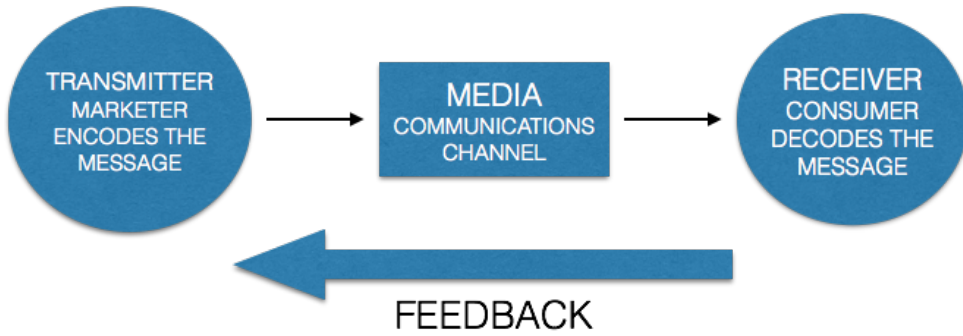 TRANSMITTER
MARKETER
ENCODES THE
MESSAGE
MEDIA
COMMUNICATIONS
CHANNEL
RECEIVER
CONSUMER
DECODES THE
MESSAGE
FEEDBACK